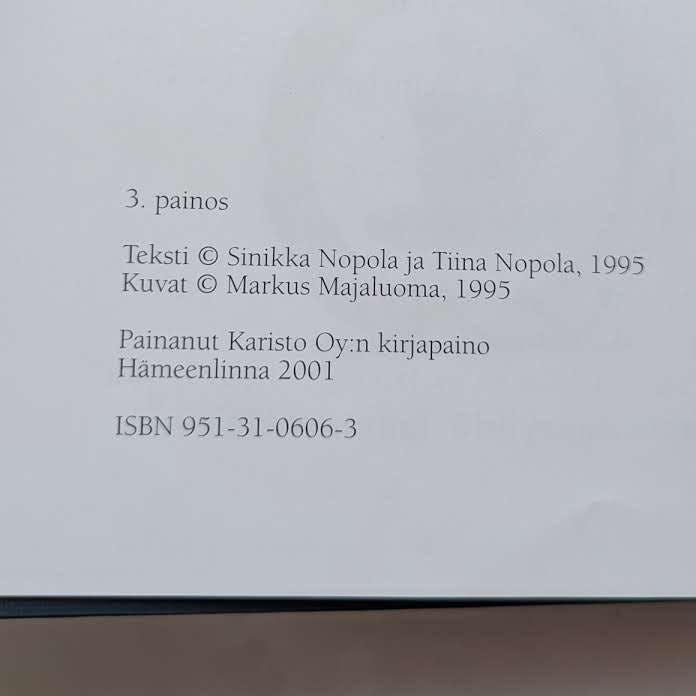 3. painos
Teksti © Sinikka Nopola ja Tiina Nopola, 1995
Kuvat © Markus Majaluoma, 1995
Painanut Karisto Oy:n kirjapaino
Hämeenlinna 2001
ISBN 951-31-0606-3